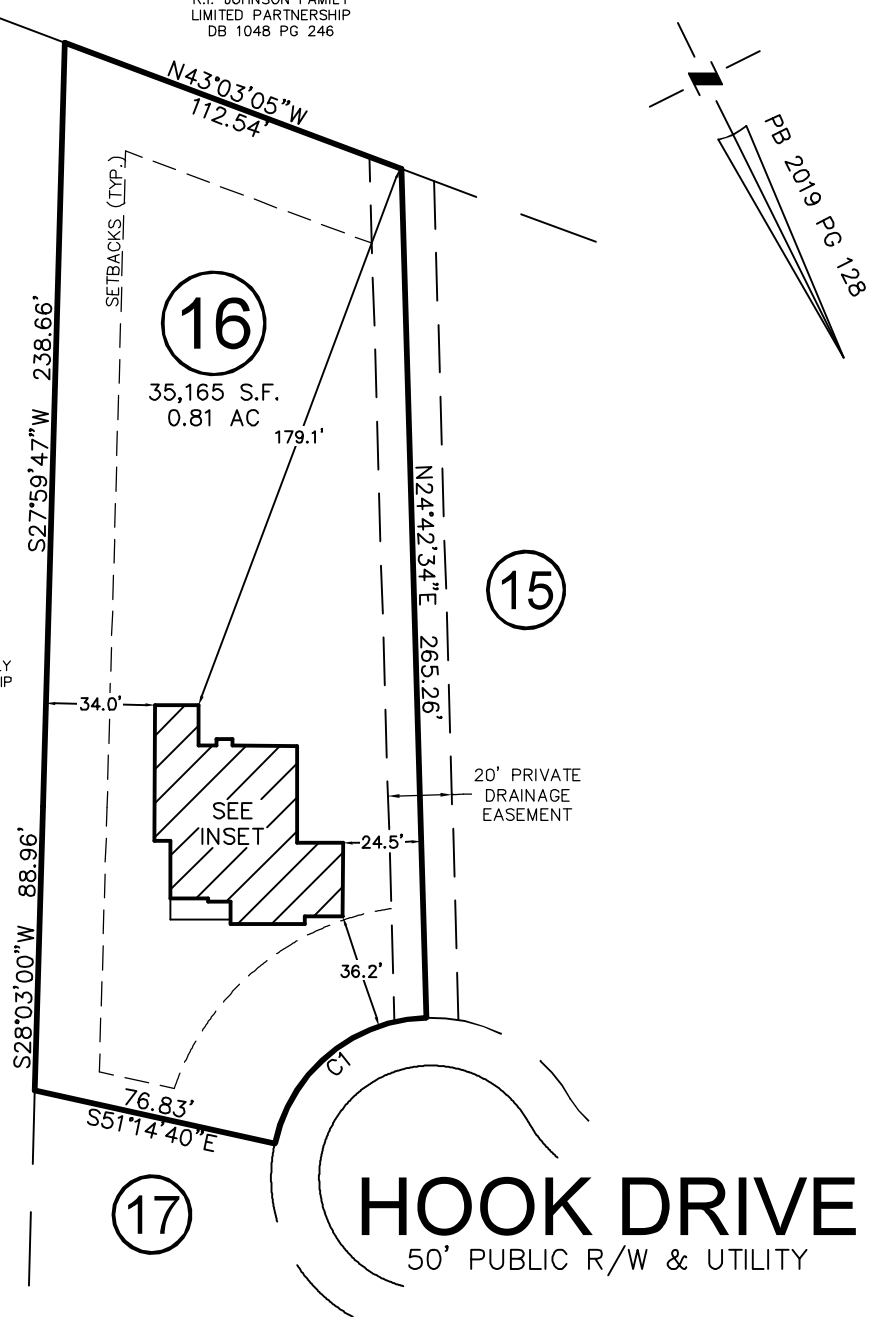 R.I. JOHNSON FAMILY
LIMITED PARTNERSHIP
DB 1048 PG 246
N43°03'05"W
112.54'
PB 2019 PG 128
SETBACKS (TYP.)
16
35,165 S.F.
0.81 AC
179.1'
S27°59'47"W 238.66'
N24°42'34"E 265.26'
15
34.0'
SEE
INSET
24.5'
20' PRIVATE
DRAINAGE
EASEMENT
36.2'
S28°03'00"W 88.96'
C1
76.83'
S51°14'40"E
17
HOOK DRIVE
50' PUBLIC R/W & UTILITY